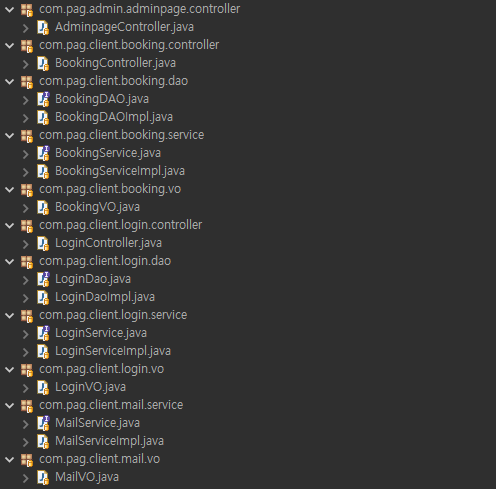 com.pag.admin.adminpage.controller
AdminpageController.java
com.pag.client.booking.controller
BookingController.java
com.pag.client.booking.dao
BookingDAO.java
BookingDAOImpl.java
com.pag.client.booking.service
BookingService.java
BookingServiceImpl.java
com.pag.client.booking.vo
BookingVO.java
com.pag.client.login.controller
LoginController.java
com.pag.client.login.dao
LoginDao.java
LoginDaoImpl.java
com.pag.client.login.service
LoginService.java
LoginServiceImpl.java
com.pag.client.login.vo
LoginVO.java
com.pag.client.mail.service
MailService.java
MailServiceImpl.java
com.pag.client.mail.vo
MailVO.java